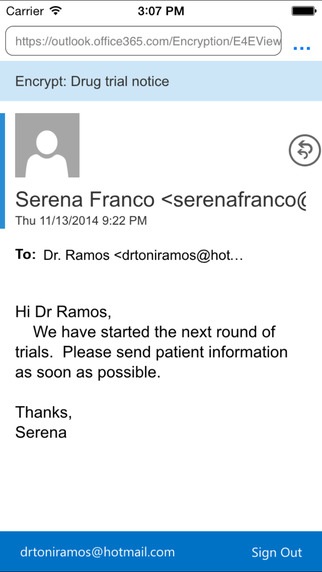 Carrier 3:07 PM
https://outlook.office365.com/Encryption/E4EView
...
Encrypt: Drug trial notice
Serena Franco <serenafranco@
Thu 11/13/2014 9:22 PM
To: Dr. Ramos <drtoniramos@hot...
Hi Dr Ramos,
We have started the next round of
trials. Please send patient information
as soon as possible.
Thanks,
Serena
drtoniramos@hotmail.com Sign Out